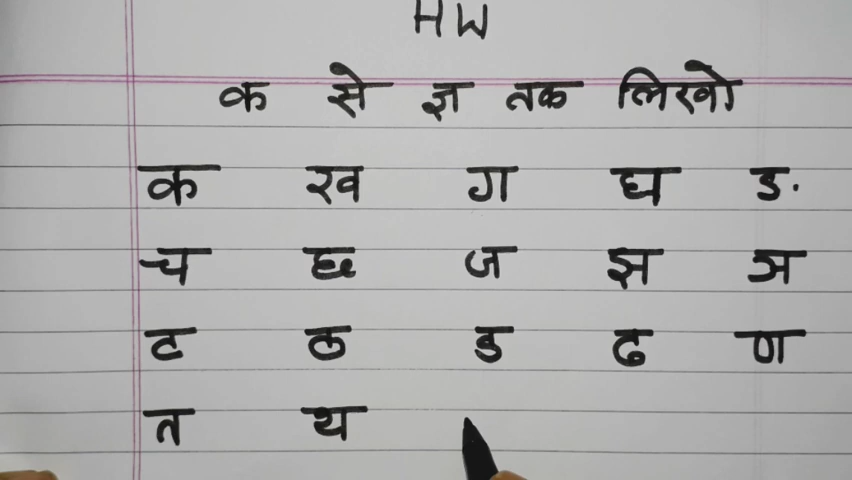 HW
क से ज्ञ तक लिखो
क ख ग घ ङ
च छ ज झ ञ
ट ठ ड ढ ण
त थ